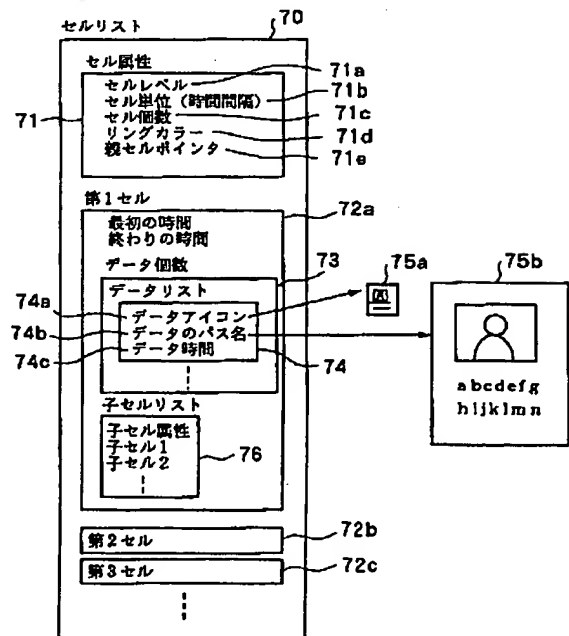 セルリスト
70
セル属性
71
セルレベル
71a
セル単位(時間間隔)
71b
セル個数
71c
リングカラー
71d
親セルポインタ
71e
第1セル
72a
最初の時間
終わりの時間
データ個数
73
データリスト
74a
データアイコン
75a
74b
データのパス名
75b
74c
データ時間
74
abcdefg
hijklmn
子セルリスト
子セル属性
子セル1
子セル2
76
第2セル
72b
第3セル
72c